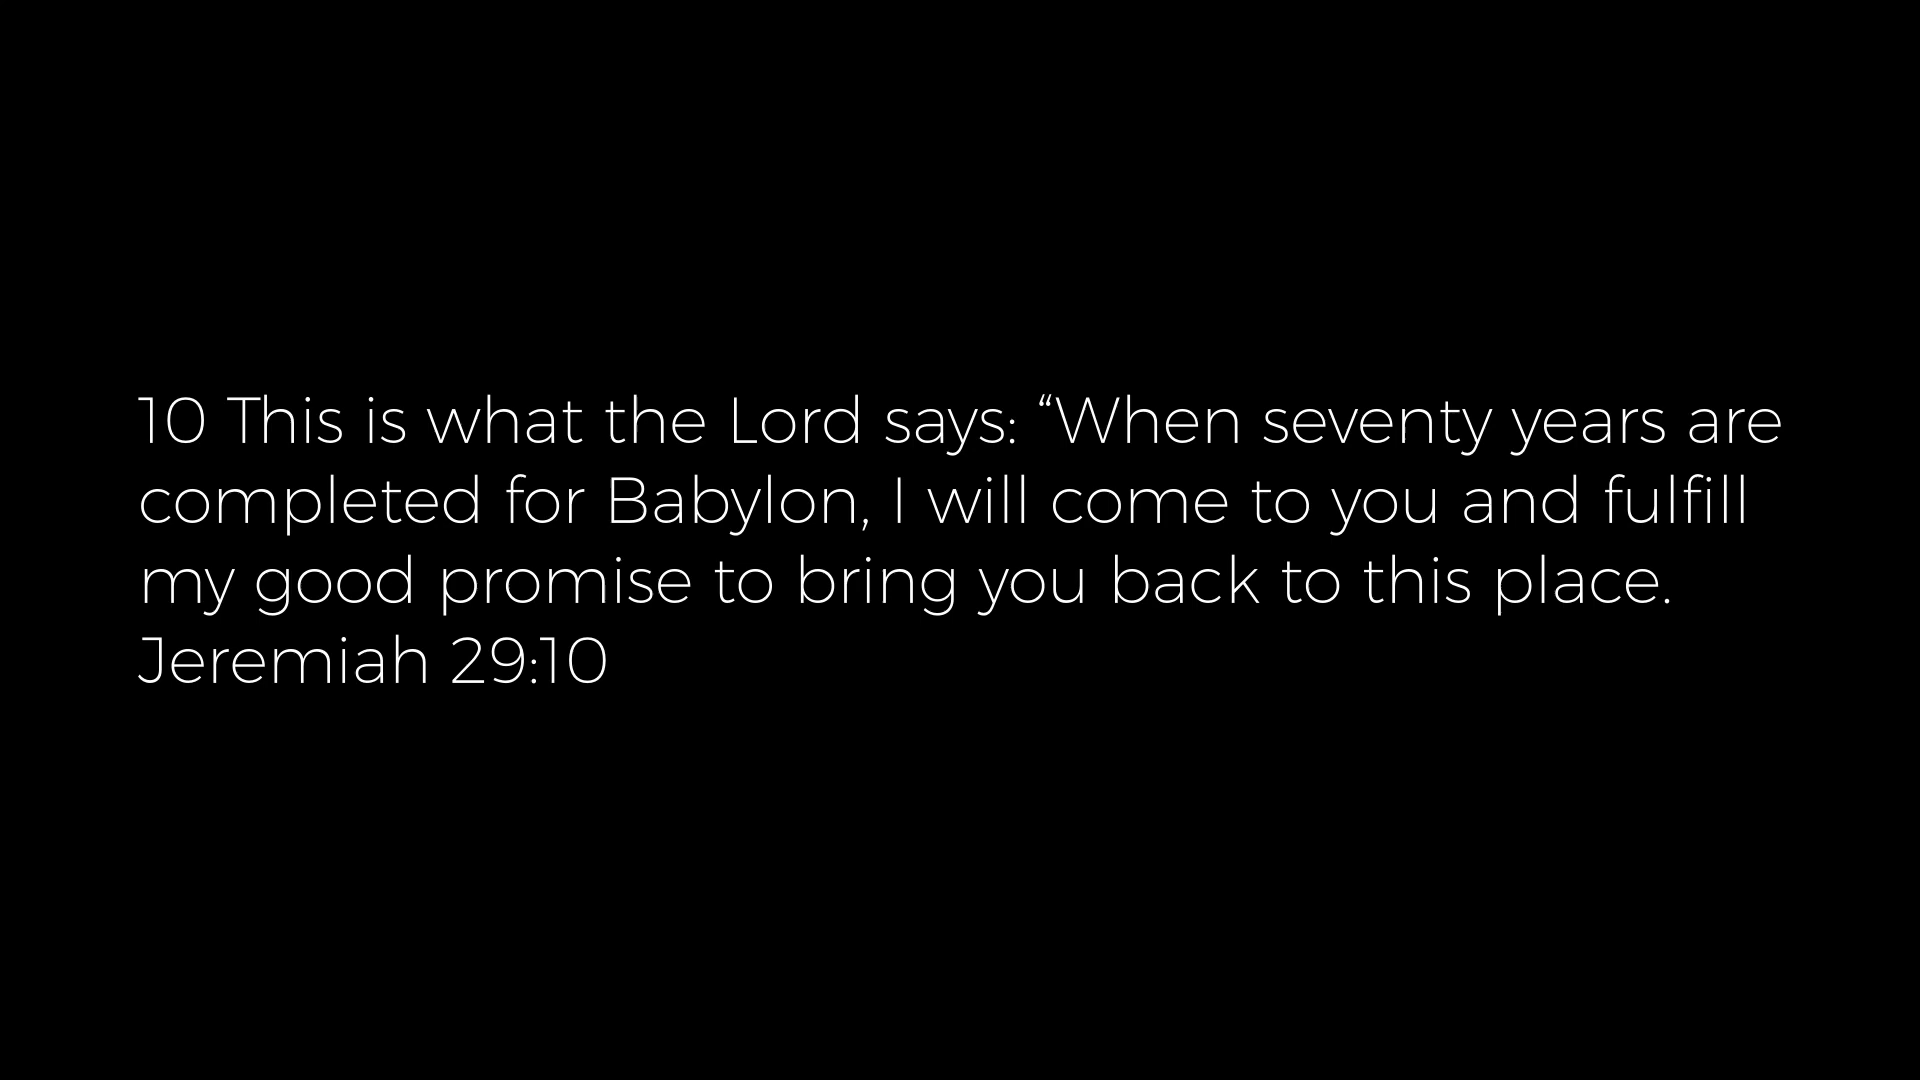 10 This is what the Lord says: “When seventy years are
completed for Babylon, I will come to you and fulfill
my good promise to bring you back to this place.
Jeremiah 29:10